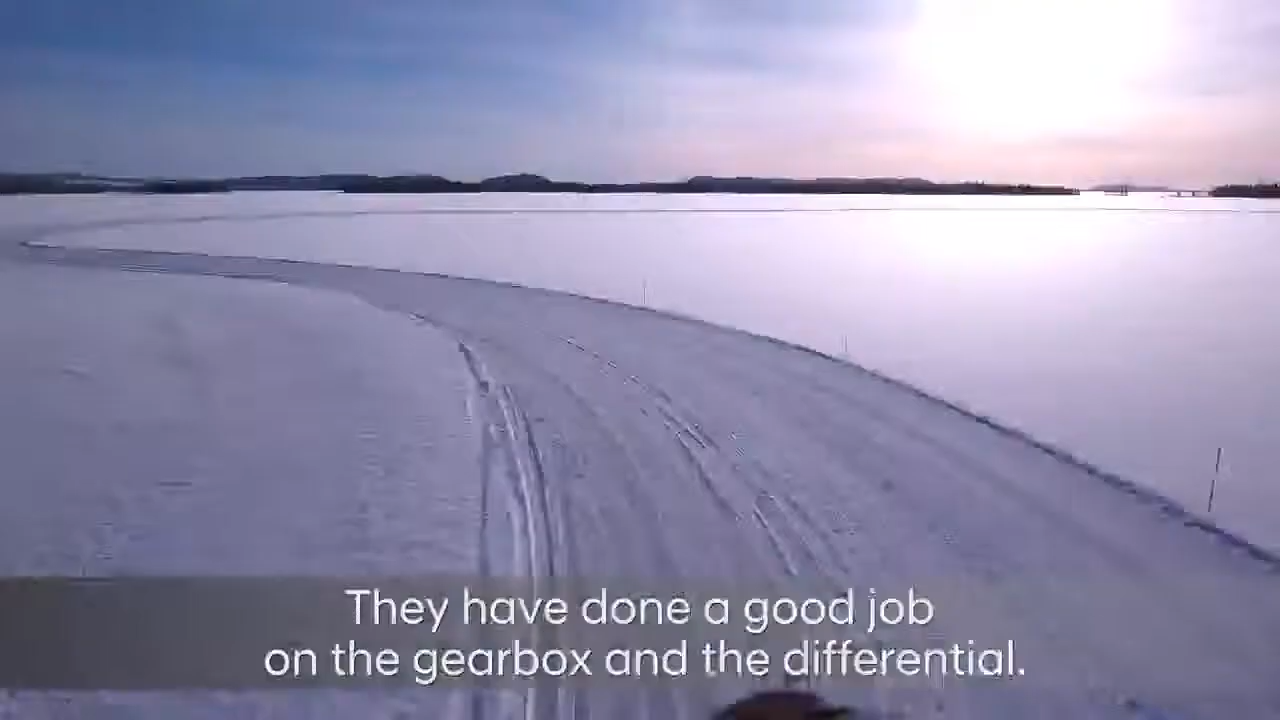 They have done a good job
on the gearbox and the differential.